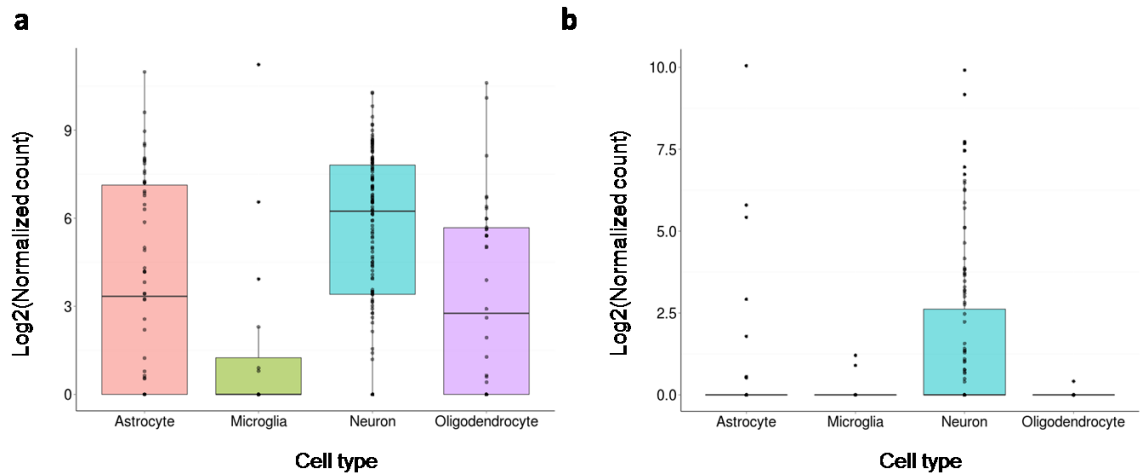 a
Log2(Normalized count)
9
6
3
0
Astrocyte Microglia Neuron Oligodendrocyte
Cell type
b
Log2(Normalized count)
10.0
7.5
5.0
2.5
0.0
Astrocyte Microglia Neuron Oligodendrocyte
Cell type